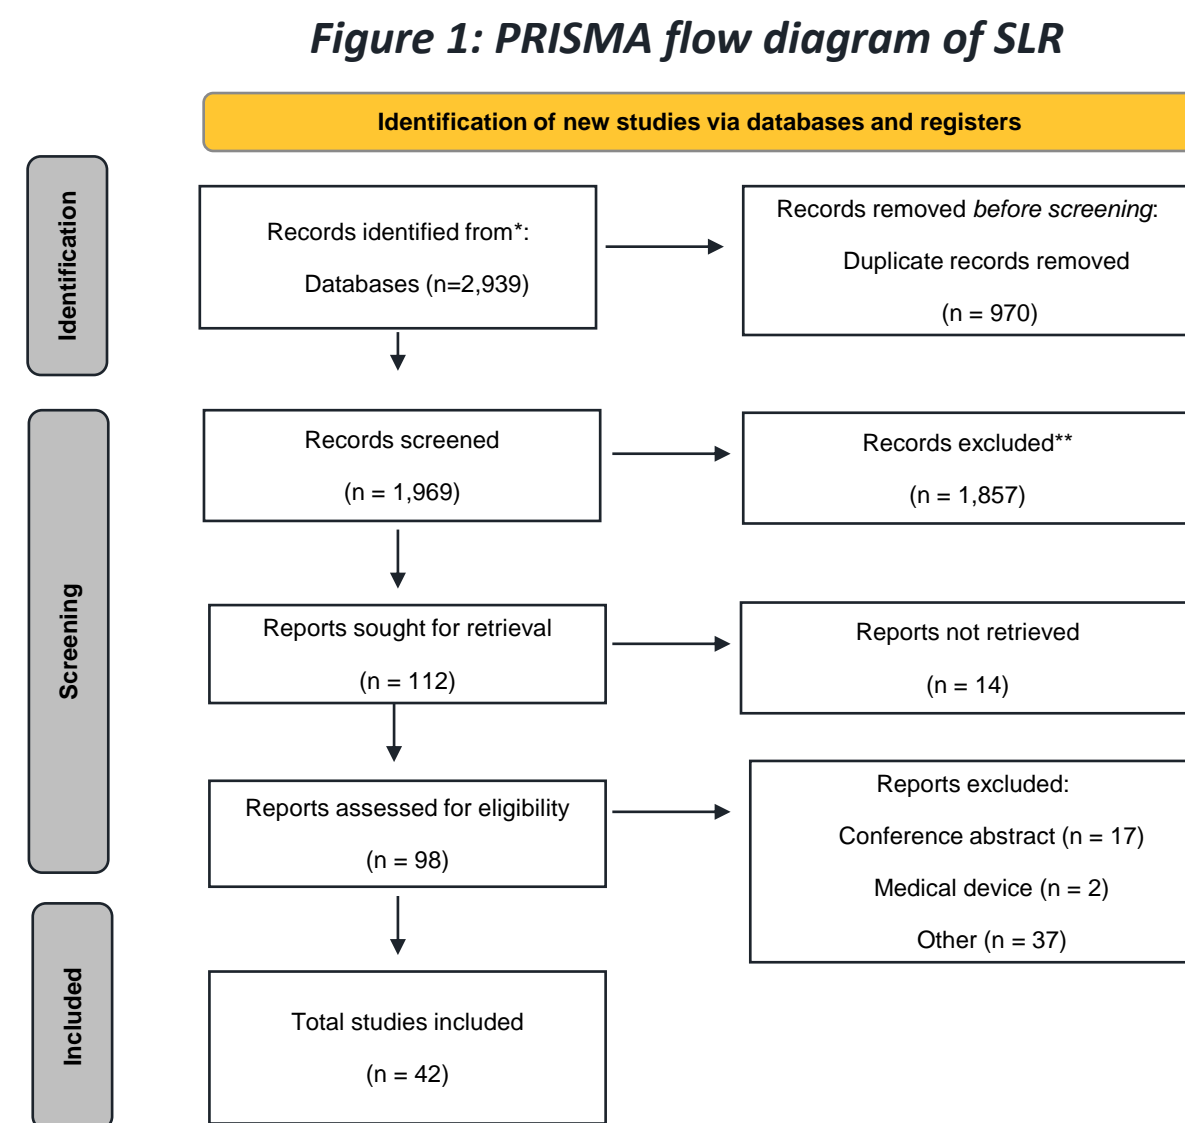 Figure 1: PRISMA flow diagram of SLR
Identification of new studies via databases and registers
Identification
Records identified from*:
Databases (n=2,939)
Records removed before screening:
Duplicate records removed
(n = 970)
Screening
Records screened
(n = 1,969)
Records excluded**
(n = 1,857)
Reports sought for retrieval
(n = 112)
Reports not retrieved
(n = 14)
Reports assessed for eligibility
(n = 98)
Reports excluded:
Conference abstract (n = 17)
Medical device (n = 2)
Other (n = 37)
Included
Total studies included
(n = 42)